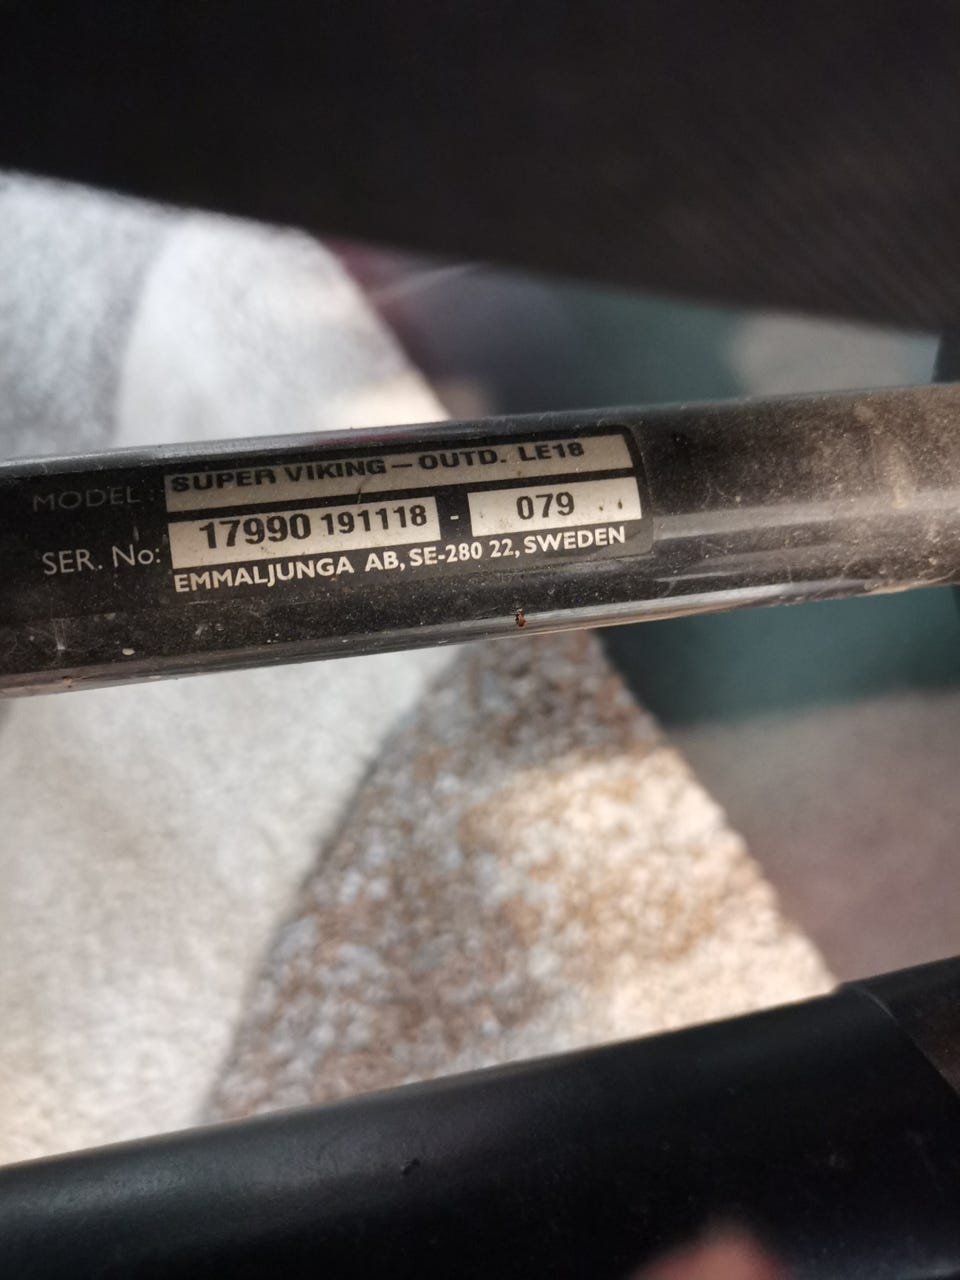 MODEL : SUPER VIKING – OUTD. LE18
SER. No: 17990 191118 - 079
EMMALJUNGA AB, SE-280 22, SWEDEN